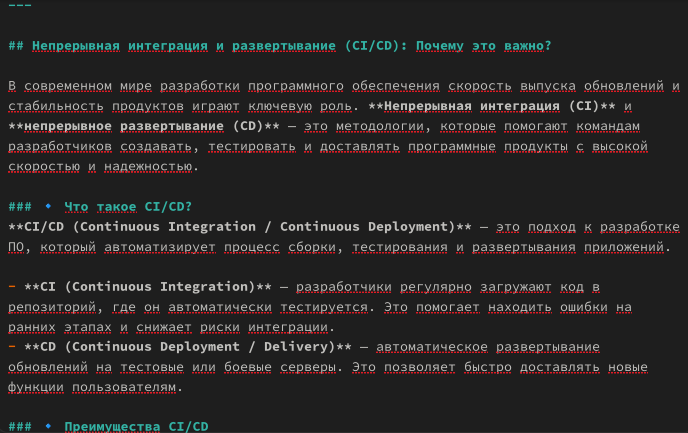 ---
## Непрерывная интеграция и развертывание (CI/CD): Почему это важно?
В современном мире разработки программного обеспечения скорость выпуска обновлений и
стабильность продуктов играют ключевую роль. **Непрерывная интеграция (CI)** и
**непрерывное развертывание (CD)** — это методологии, которые помогают командам
разработчиков создавать, тестировать и доставлять программные продукты с высокой
скоростью и надежностью.
### 🔹 Что такое CI/CD?
**CI/CD (Continuous Integration / Continuous Deployment)** — это подход к разработке
ПО, который автоматизирует процесс сборки, тестирования и развертывания приложений.
- **CI (Continuous Integration)** — разработчики регулярно загружают код в
репозиторий, где он автоматически тестируется. Это помогает находить ошибки на
ранних этапах и снижает риски интеграции.
- **CD (Continuous Deployment / Delivery)** — автоматическое развертывание
обновлений на тестовые или боевые серверы. Это позволяет быстро доставлять новые
функции пользователям.
### 🔹 Преимущества CI/CD